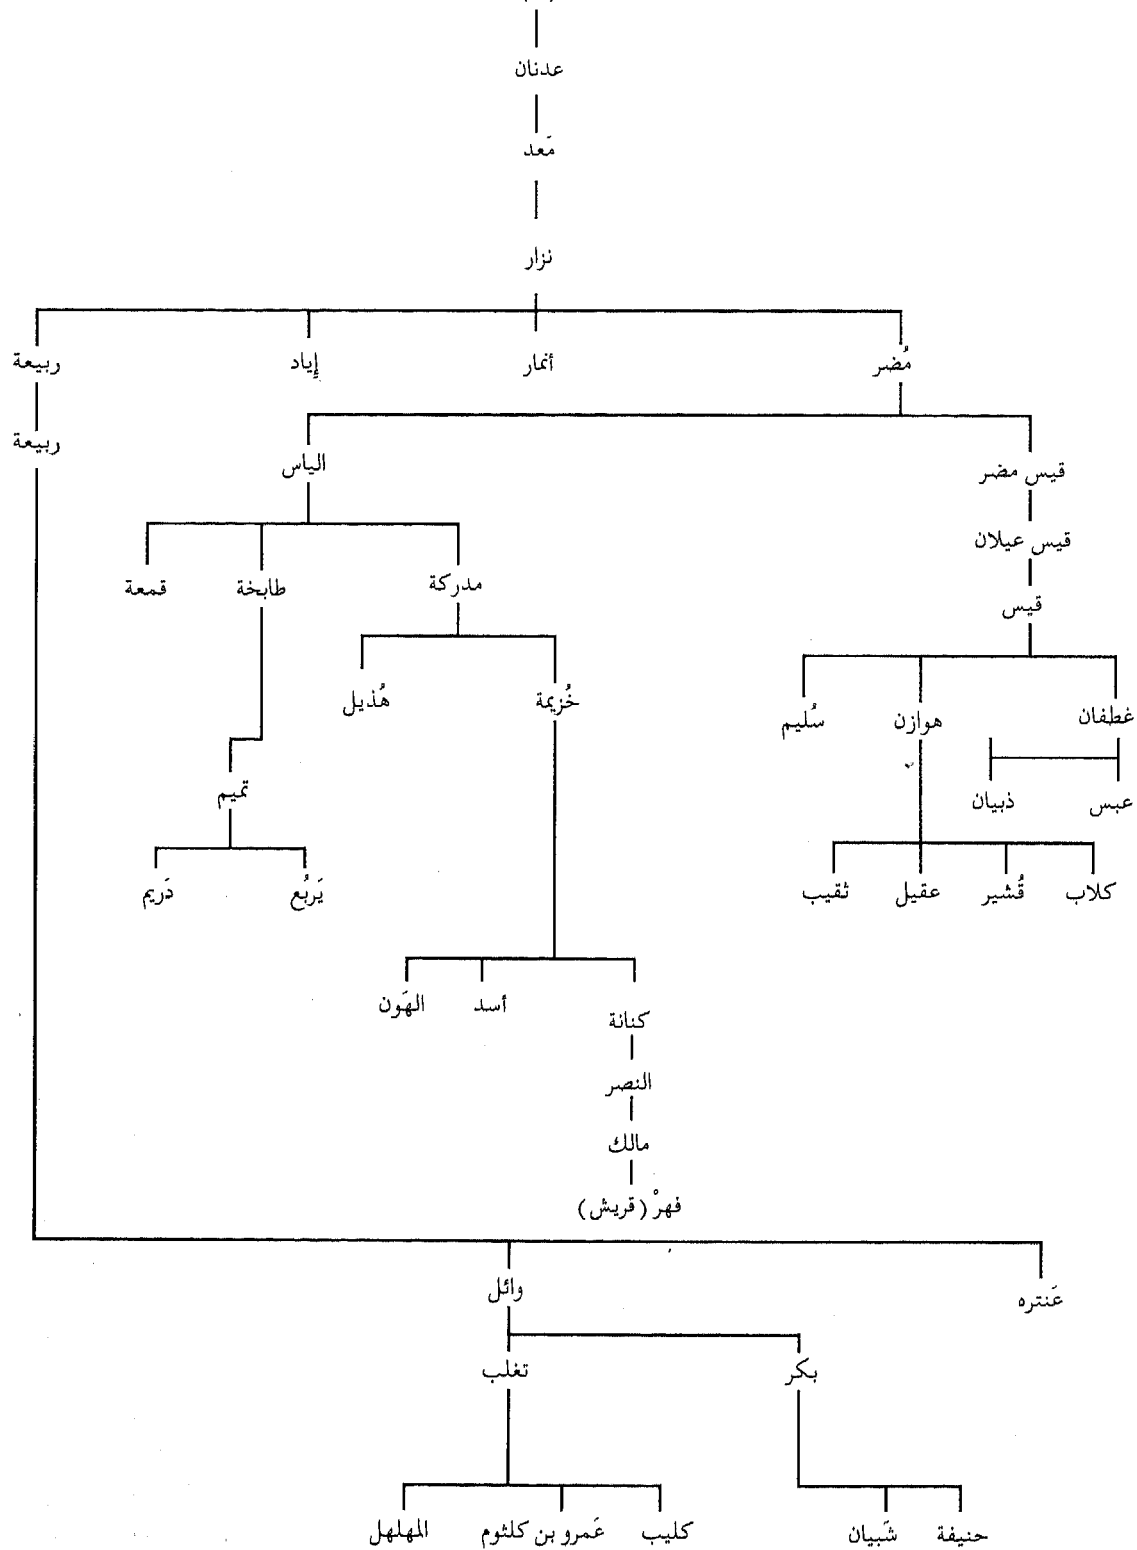 عدنان
مَعد
نزار
مُضر أنمار إياد ربيعة
ربيعة
قيس مضر الياس
قيس عيلان
قيس
مدركة طابخة قمعة
غطفان هوازن سُليم
خُزيمة هُذيل
عبس ذبيان
تميم
كلاب قُشير عقيل ثقيب
يَربُع دَريم
كنانة أسد الهَون
النصر
مالك
فهرْ (قريش)
عَنتره وائل
بكر تغلب
حنيفة شَبيان كليب عَمرو بن كلثوم المهلهل